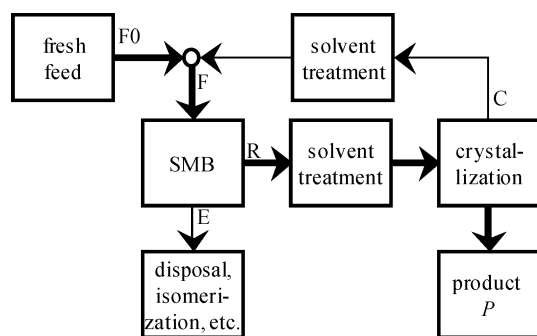 fresh
feed
F0
F
solvent
treatment
C
SMB
R
solvent
treatment
crystal-
lization
E
disposal,
isomeri-
zation, etc.
product
P